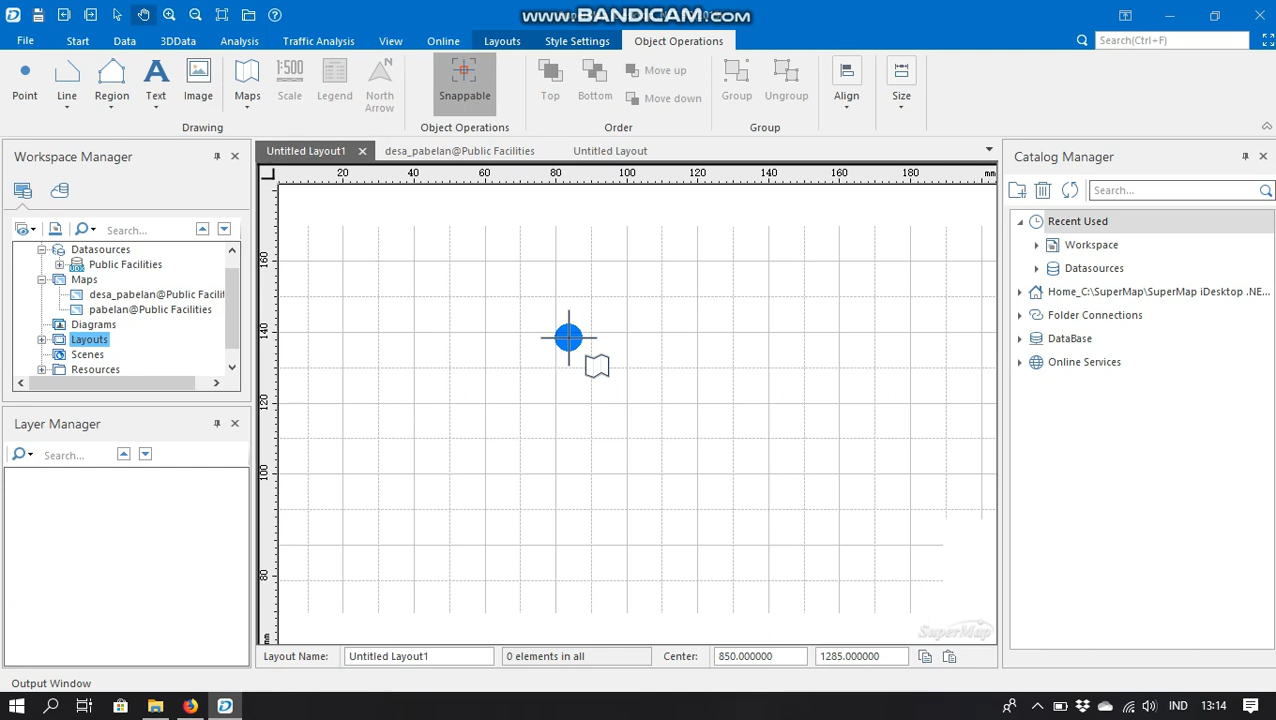 www.BANDICAM.com
File
Start
Data
3DData
Analysis
Traffic Analysis
View
Online
Layouts
Style Settings
Object Operations
Search(Ctrl+F)
Point
Line
Region
Text
Image
Maps
1:500
Scale
Legend
North
Arrow
Snappable
Top
Bottom
Move up
Move down
Group
Ungroup
Align
Size
Drawing
Object Operations
Order
Group
Workspace Manager
Untitled Layout1
desa_pabelan@Public Facilities
Untitled Layout
Catalog Manager
20 40 60 80 100 120 140 160 180 mm
160
140
120
100
80
mm
Search...
Datasources
UDX
Public Facilities
Maps
desa_pabelan@Public Facilit
pabelan@Public Facilities
Diagrams
Layouts
Scenes
Resources
Layer Manager
Search...
Search...
Recent Used
Workspace
Datasources
Home_C:\SuperMap\SuperMap iDesktop .NE...
Folder Connections
DataBase
Online Services
SuperMap
Layout Name:
Untitled Layout1
0 elements in all
Center:
850.000000
1285.000000
Output Window
IND
13:14